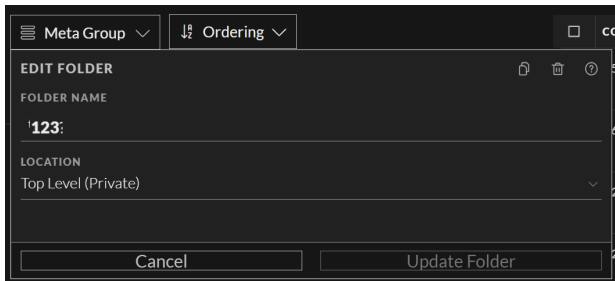 Meta Group
Ordering
EDIT FOLDER
FOLDER NAME
123
LOCATION
Top Level (Private)
Cancel
Update Folder